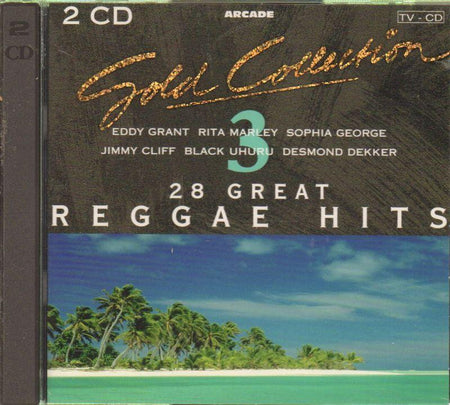 2 CD
2 CD
ARCADE
TV - CD
Gold Collection
3
EDDY GRANT RITA MARLEY SOPHIA GEORGE
JIMMY CLIFF BLACK UHURU DESMOND DEKKER
28 GREAT
REGGAE HITS